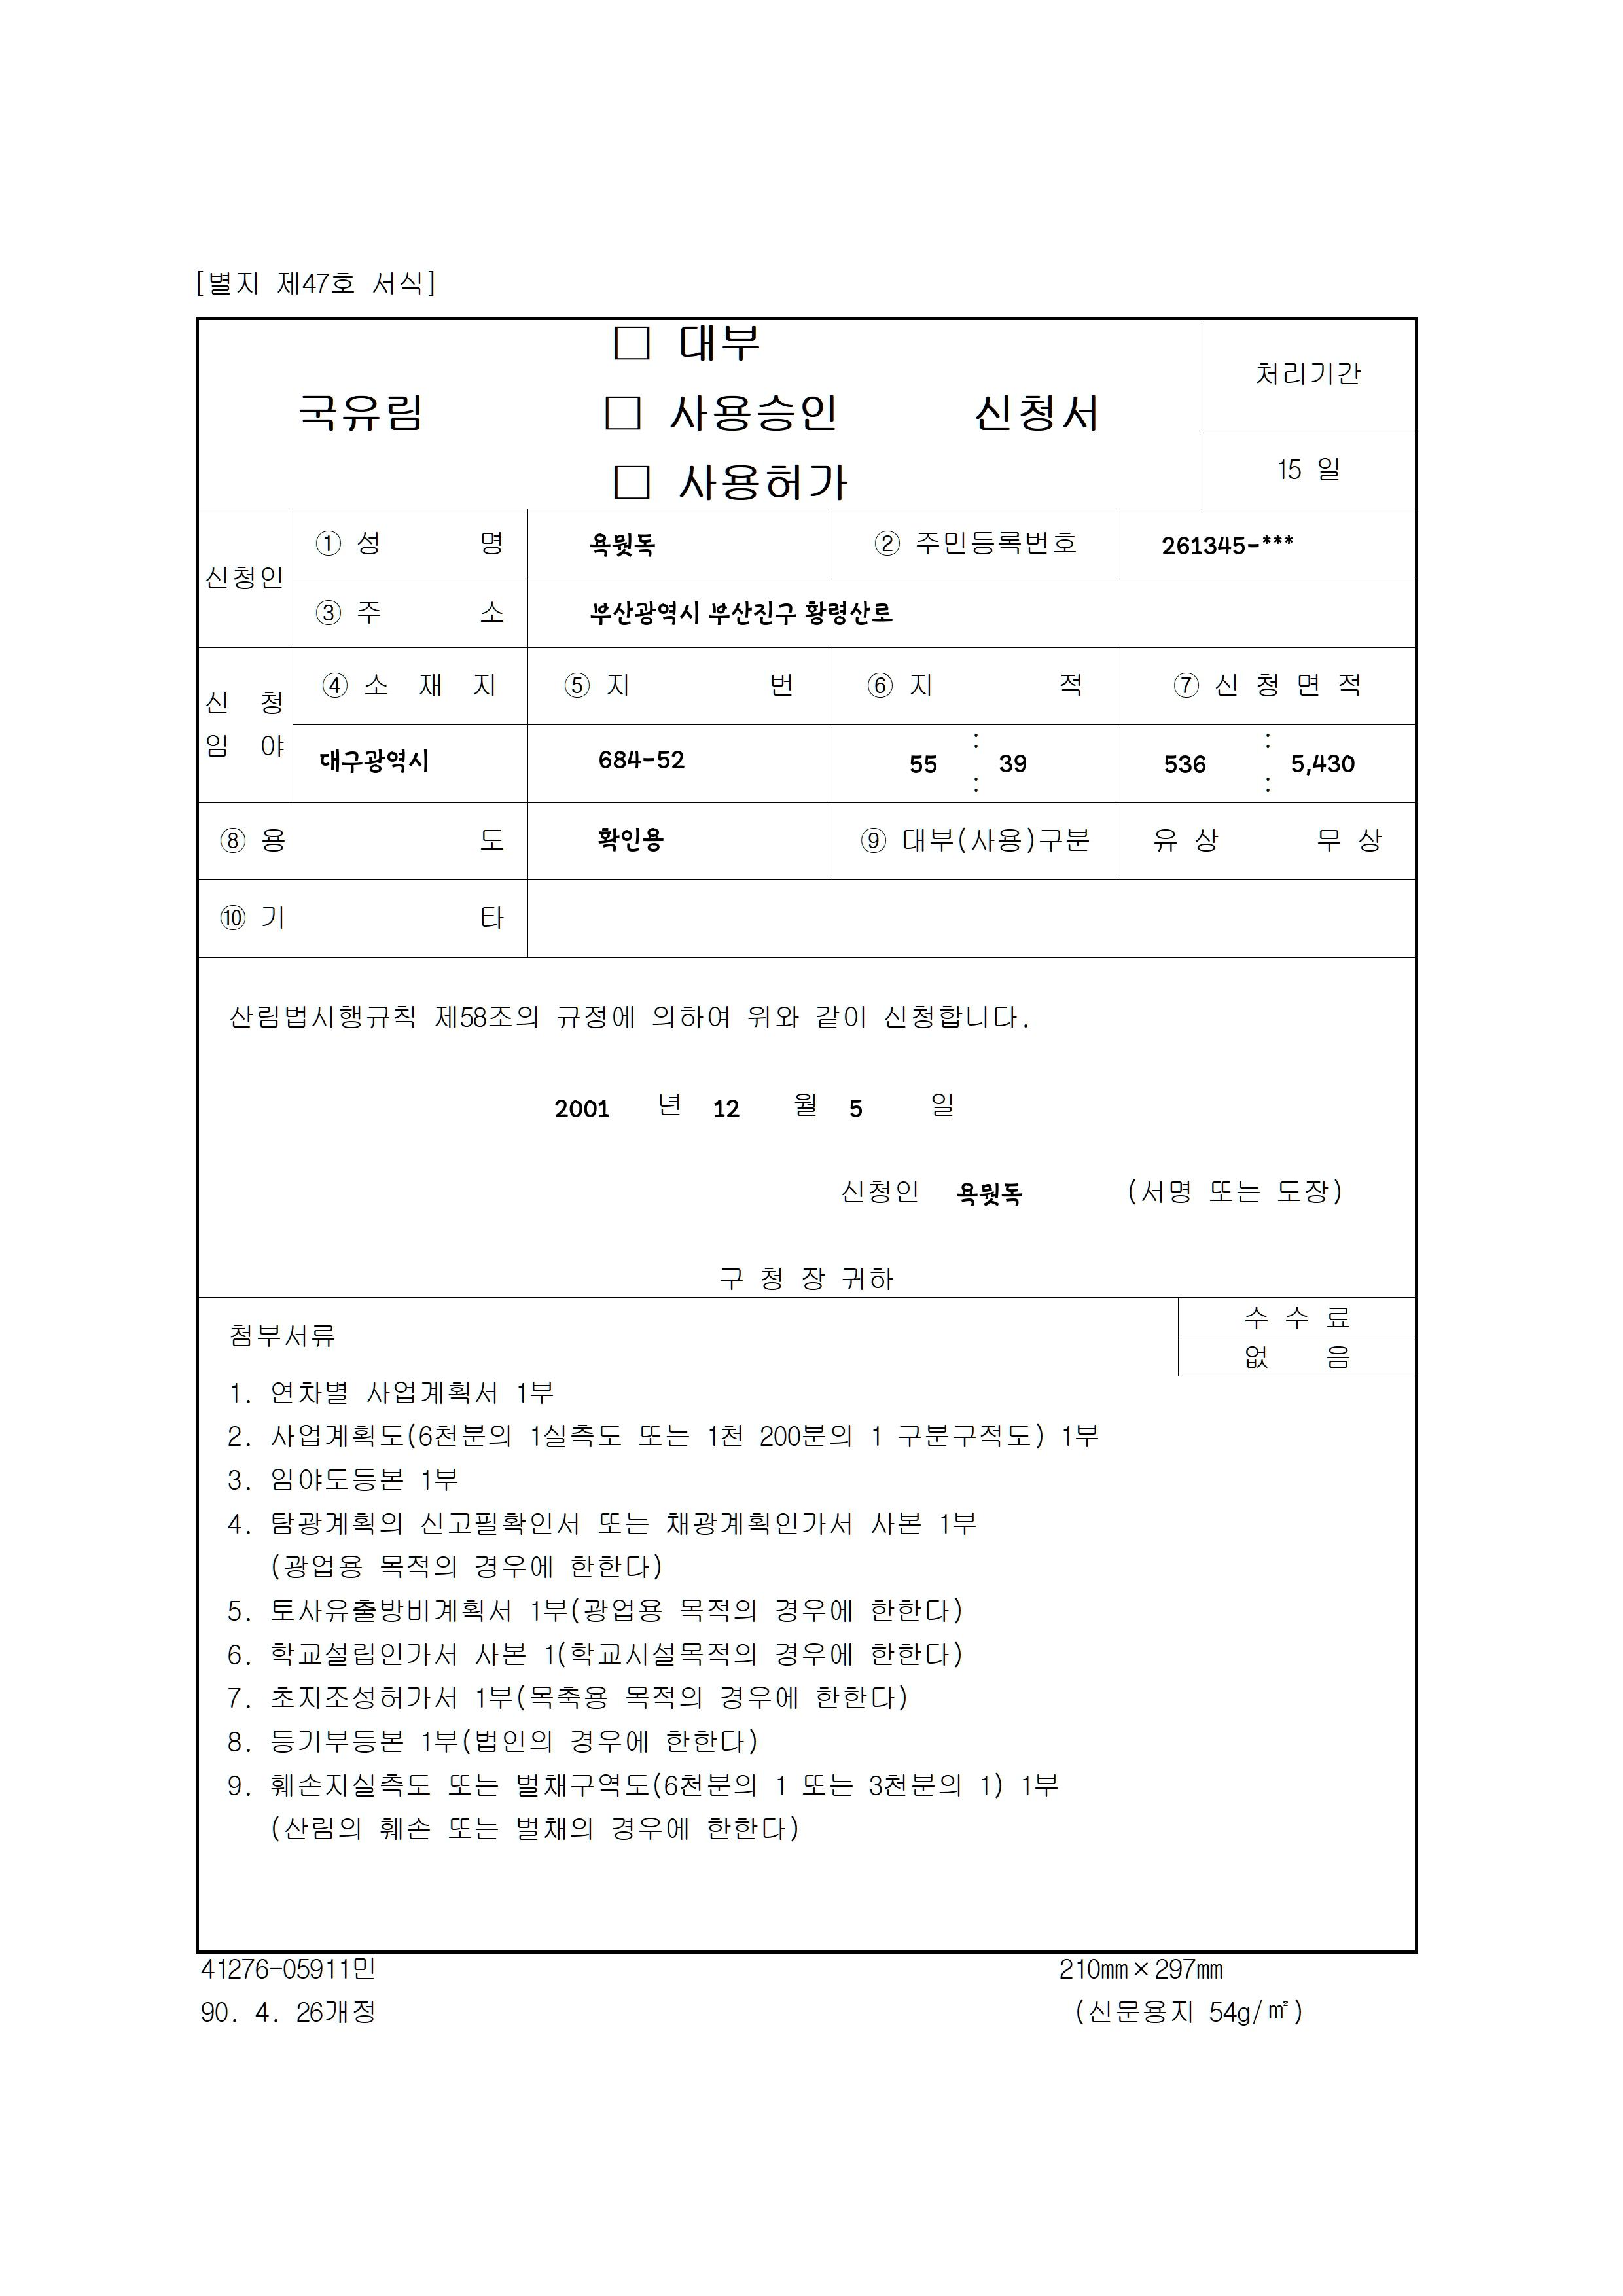 [별지 제47호 서식]
□ 대부
국유림 □ 사용승인 신청서
□ 사용허가
처리기간
15 일
신청인
① 성 명 욕뭣독 ② 주민등록번호 261345-***
③ 주 소 부산광역시 부산진구 황령산로
신 청
임 야
④ 소 재 지 ⑤ 지 번 ⑥ 지 적 ⑦ 신 청 면 적
대구광역시 684-52 55 : 39 536 : 5,430
⑧ 용 도 확인용 ⑨ 대부(사용)구분 유 상 무 상
⑩ 기 타
산림법시행규칙 제58조의 규정에 의하여 위와 같이 신청합니다.
2001 년 12 월 5 일
신청인 욕뭣독 (서명 또는 도장)
구 청 장 귀하
수 수 료
없 음
첨부서류
1. 연차별 사업계획서 1부
2. 사업계획도(6천분의 1실측도 또는 1천 200분의 1 구분구적도) 1부
3. 임야도등본 1부
4. 탐광계획의 신고필확인서 또는 채광계획인가서 사본 1부
(광업용 목적의 경우에 한한다)
5. 토사유출방비계획서 1부(광업용 목적의 경우에 한한다)
6. 학교설립인가서 사본 1(학교시설목적의 경우에 한한다)
7. 초지조성허가서 1부(목축용 목적의 경우에 한한다)
8. 등기부등본 1부(법인의 경우에 한한다)
9. 훼손지실측도 또는 벌채구역도(6천분의 1 또는 3천분의 1) 1부
(산림의 훼손 또는 벌채의 경우에 한한다)
41276-05911민 210㎜×297㎜
90. 4. 26개정 (신문용지 54g/㎡)